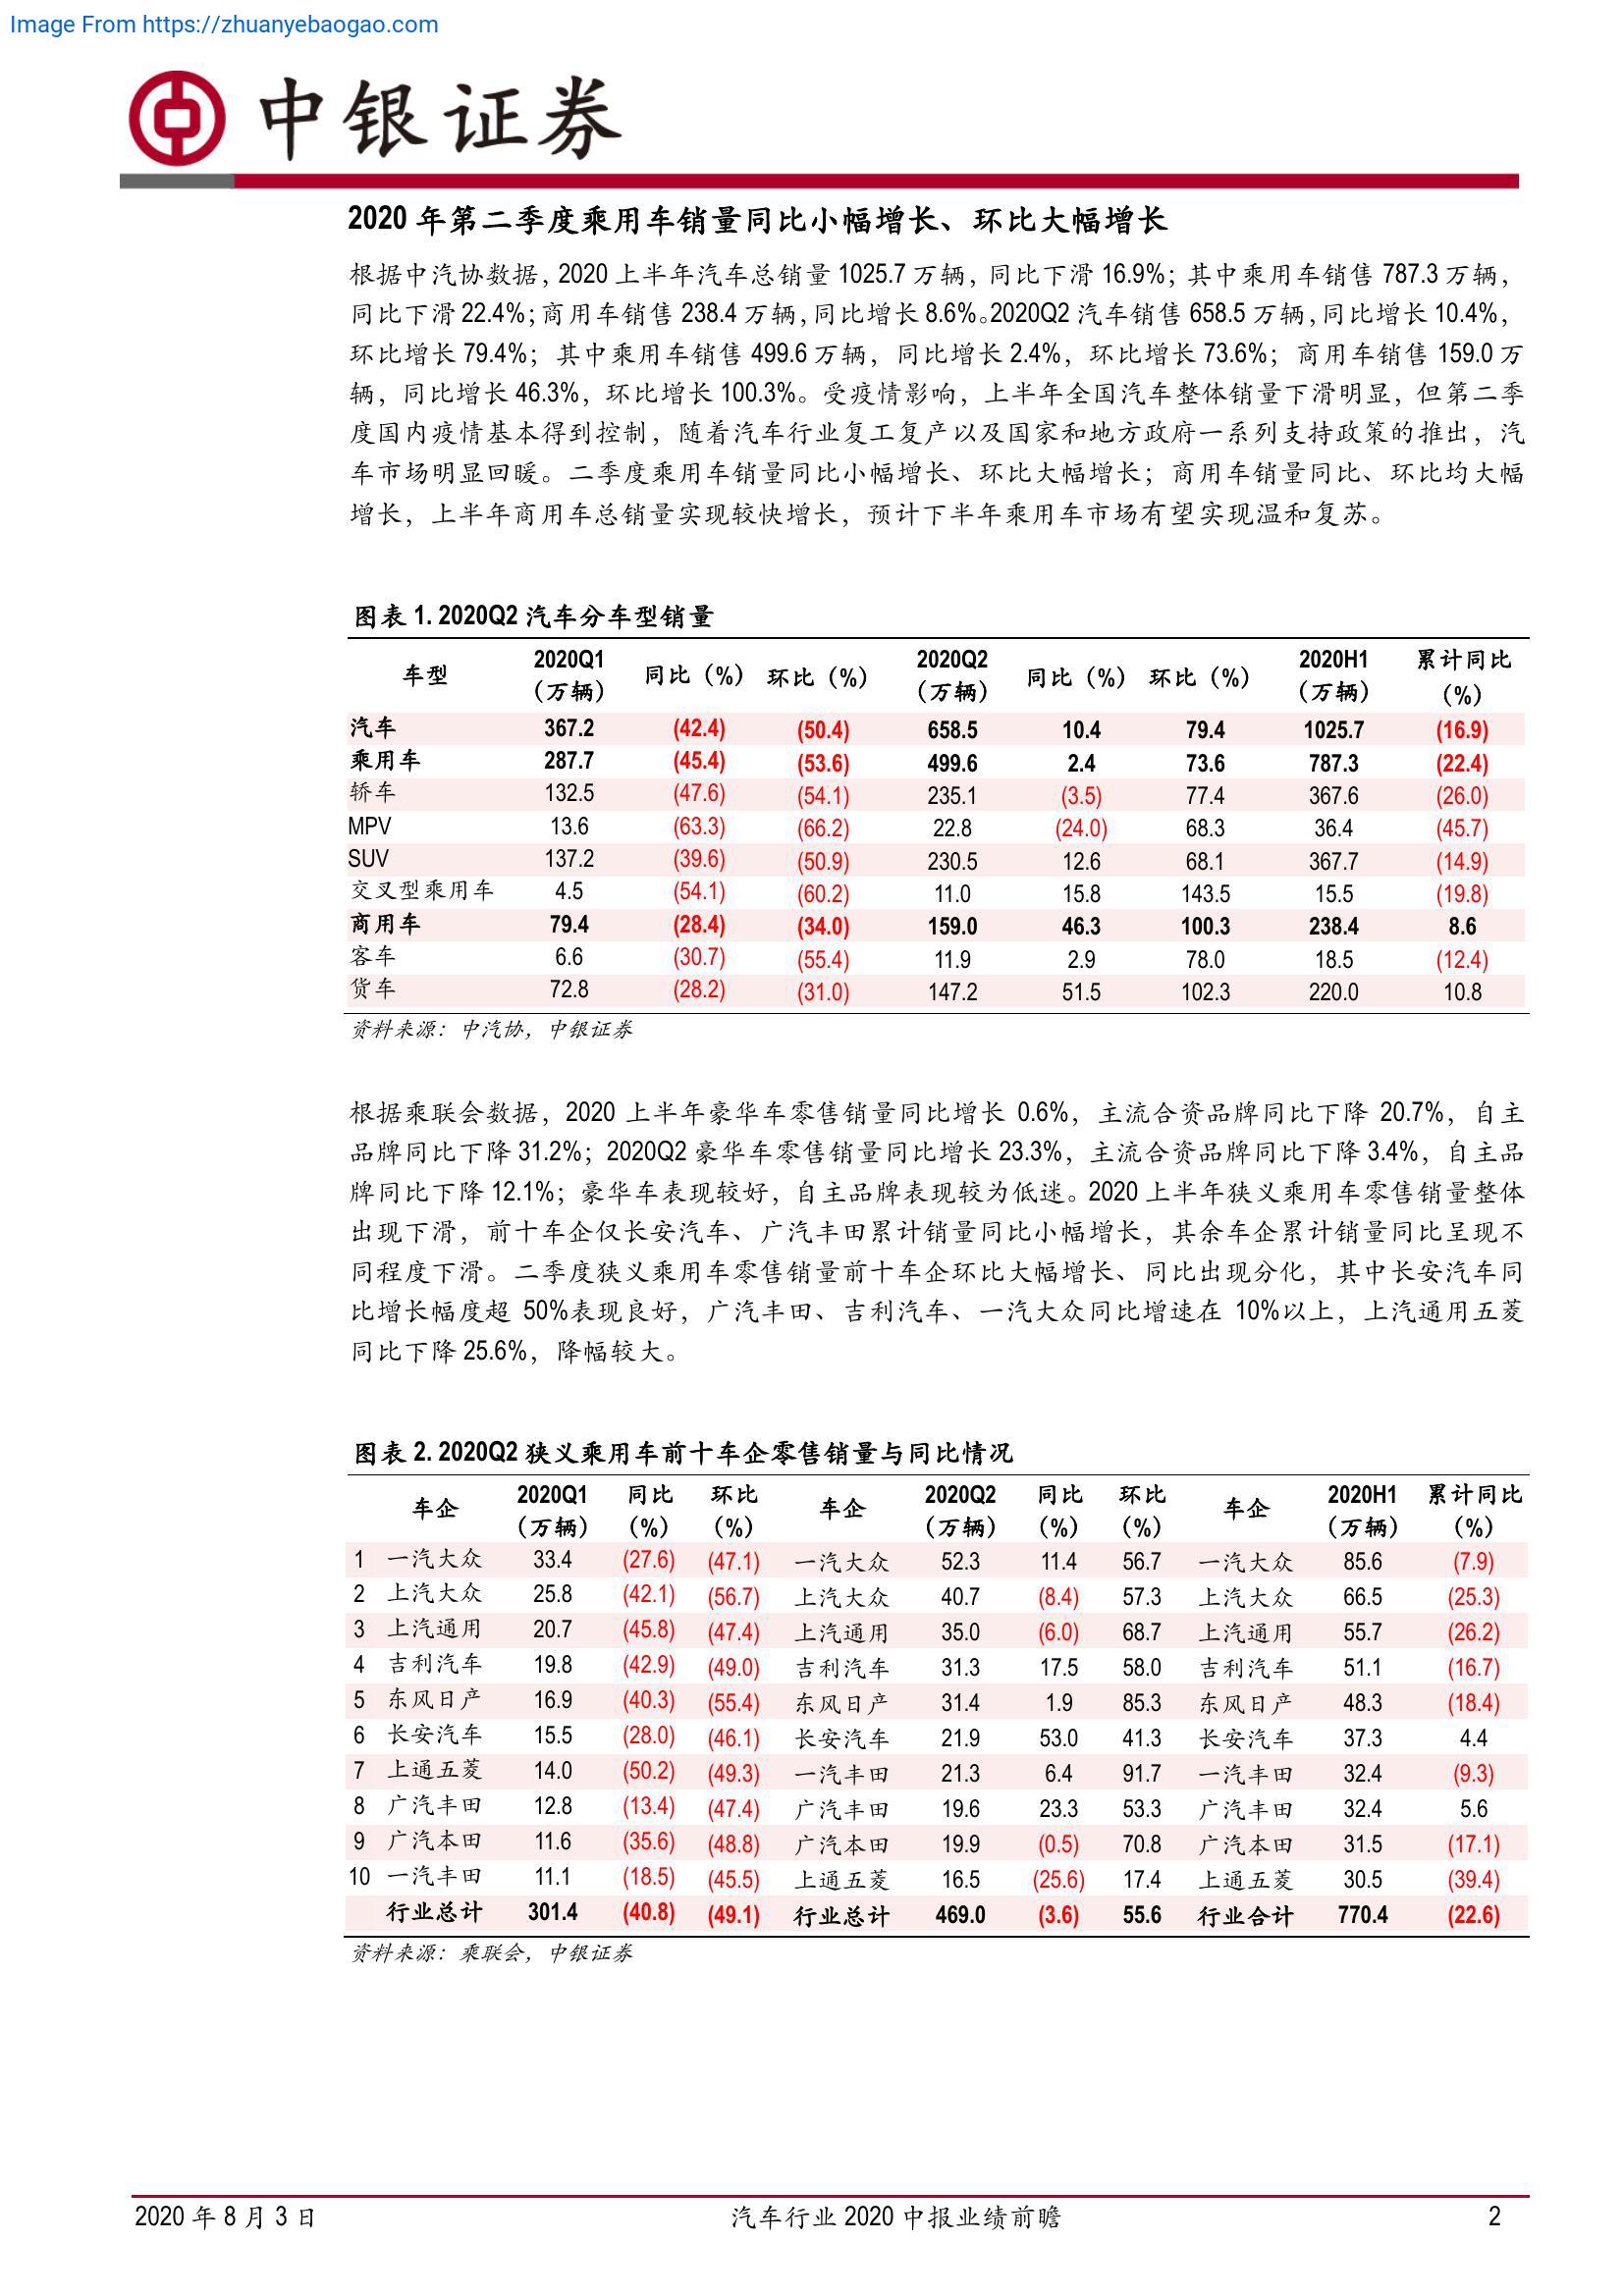 Image From https://zhuanyebaogao.com
中银证券
2020 年第二季度乘用车销量同比小幅增长、环比大幅增长
根据中汽协数据，2020 上半年汽车总销量 1025.7 万辆，同比下滑 16.9%；其中乘用车销售 787.3 万辆，
同比下滑 22.4%；商用车销售 238.4 万辆，同比增长 8.6%。2020Q2 汽车销售 658.5 万辆，同比增长 10.4%，
环比增长 79.4%；其中乘用车销售 499.6 万辆，同比增长 2.4%，环比增长 73.6%；商用车销售 159.0 万
辆，同比增长 46.3%，环比增长 100.3%。受疫情影响，上半年全国汽车整体销量下滑明显，但第二季
度国内疫情基本得到控制，随着汽车行业复工复产以及国家和地方政府一系列支持政策的推出，汽
车市场明显回暖。二季度乘用车销量同比小幅增长、环比大幅增长；商用车销量同比、环比均大幅
增长，上半年商用车总销量实现较快增长，预计下半年乘用车市场有望实现温和复苏。
图表 1. 2020Q2 汽车分车型销量
车型 2020Q1（万辆） 同比（%） 环比（%） 2020Q2（万辆） 同比（%） 环比（%） 2020H1（万辆） 累计同比（%）
汽车 367.2 (42.4) (50.4) 658.5 10.4 79.4 1025.7 (16.9)
乘用车 287.7 (45.4) (53.6) 499.6 2.4 73.6 787.3 (22.4)
轿车 132.5 (47.6) (54.1) 235.1 (3.5) 77.4 367.6 (26.0)
MPV 13.6 (63.3) (66.2) 22.8 (24.0) 68.3 36.4 (45.7)
SUV 137.2 (39.6) (50.9) 230.5 12.6 68.1 367.7 (14.9)
交叉型乘用车 4.5 (54.1) (60.2) 11.0 15.8 143.5 15.5 (19.8)
商用车 79.4 (28.4) (34.0) 159.0 46.3 100.3 238.4 8.6
客车 6.6 (30.7) (55.4) 11.9 2.9 78.0 18.5 (12.4)
货车 72.8 (28.2) (31.0) 147.2 51.5 102.3 220.0 10.8
资料来源：中汽协，中银证券
根据乘联会数据，2020 上半年豪华车零售销量同比增长 0.6%，主流合资品牌同比下降 20.7%，自主
品牌同比下降 31.2%；2020Q2 豪华车零售销量同比增长 23.3%，主流合资品牌同比下降 3.4%，自主品
牌同比下降 12.1%；豪华车表现较好，自主品牌表现较为低迷。2020 上半年狭义乘用车零售销量整体
出现下滑，前十车企仅长安汽车、广汽丰田累计销量同比小幅增长，其余车企累计销量同比呈现不
同程度下滑。二季度狭义乘用车零售销量前十车企环比大幅增长、同比出现分化，其中长安汽车同
比增长幅度超 50%表现良好，广汽丰田、吉利汽车、一汽大众同比增速在 10%以上，上汽通用五菱
同比下降 25.6%，降幅较大。
图表 2. 2020Q2 狭义乘用车前十车企零售销量与同比情况
车企 2020Q1（万辆） 同比（%） 环比（%） 车企 2020Q2（万辆） 同比（%） 环比（%） 车企 2020H1（万辆） 累计同比（%）
1 一汽大众 33.4 (27.6) (47.1) 一汽大众 52.3 11.4 56.7 一汽大众 85.6 (7.9)
2 上汽大众 25.8 (42.1) (56.7) 上汽大众 40.7 (8.4) 57.3 上汽大众 66.5 (25.3)
3 上汽通用 20.7 (45.8) (47.4) 上汽通用 35.0 (6.0) 68.7 上汽通用 55.7 (26.2)
4 吉利汽车 19.8 (42.9) (49.0) 吉利汽车 31.3 17.5 58.0 吉利汽车 51.1 (16.7)
5 东风日产 16.9 (40.3) (55.4) 东风日产 31.4 1.9 85.3 东风日产 48.3 (18.4)
6 长安汽车 15.5 (28.0) (46.1) 长安汽车 21.9 53.0 41.3 长安汽车 37.3 4.4
7 上通五菱 14.0 (50.2) (49.3) 一汽丰田 21.3 6.4 91.7 一汽丰田 32.4 (9.3)
8 广汽丰田 12.8 (13.4) (47.4) 广汽丰田 19.6 23.3 53.3 广汽丰田 32.4 5.6
9 广汽本田 11.6 (35.6) (48.8) 广汽本田 19.9 (0.5) 70.8 广汽本田 31.5 (17.1)
10 一汽丰田 11.1 (18.5) (45.5) 上通五菱 16.5 (25.6) 17.4 上通五菱 30.5 (39.4)
行业总计 301.4 (40.8) (49.1) 行业总计 469.0 (3.6) 55.6 行业合计 770.4 (22.6)
资料来源：乘联会，中银证券
2020 年 8 月 3 日 汽车行业 2020 中报业绩前瞻 2